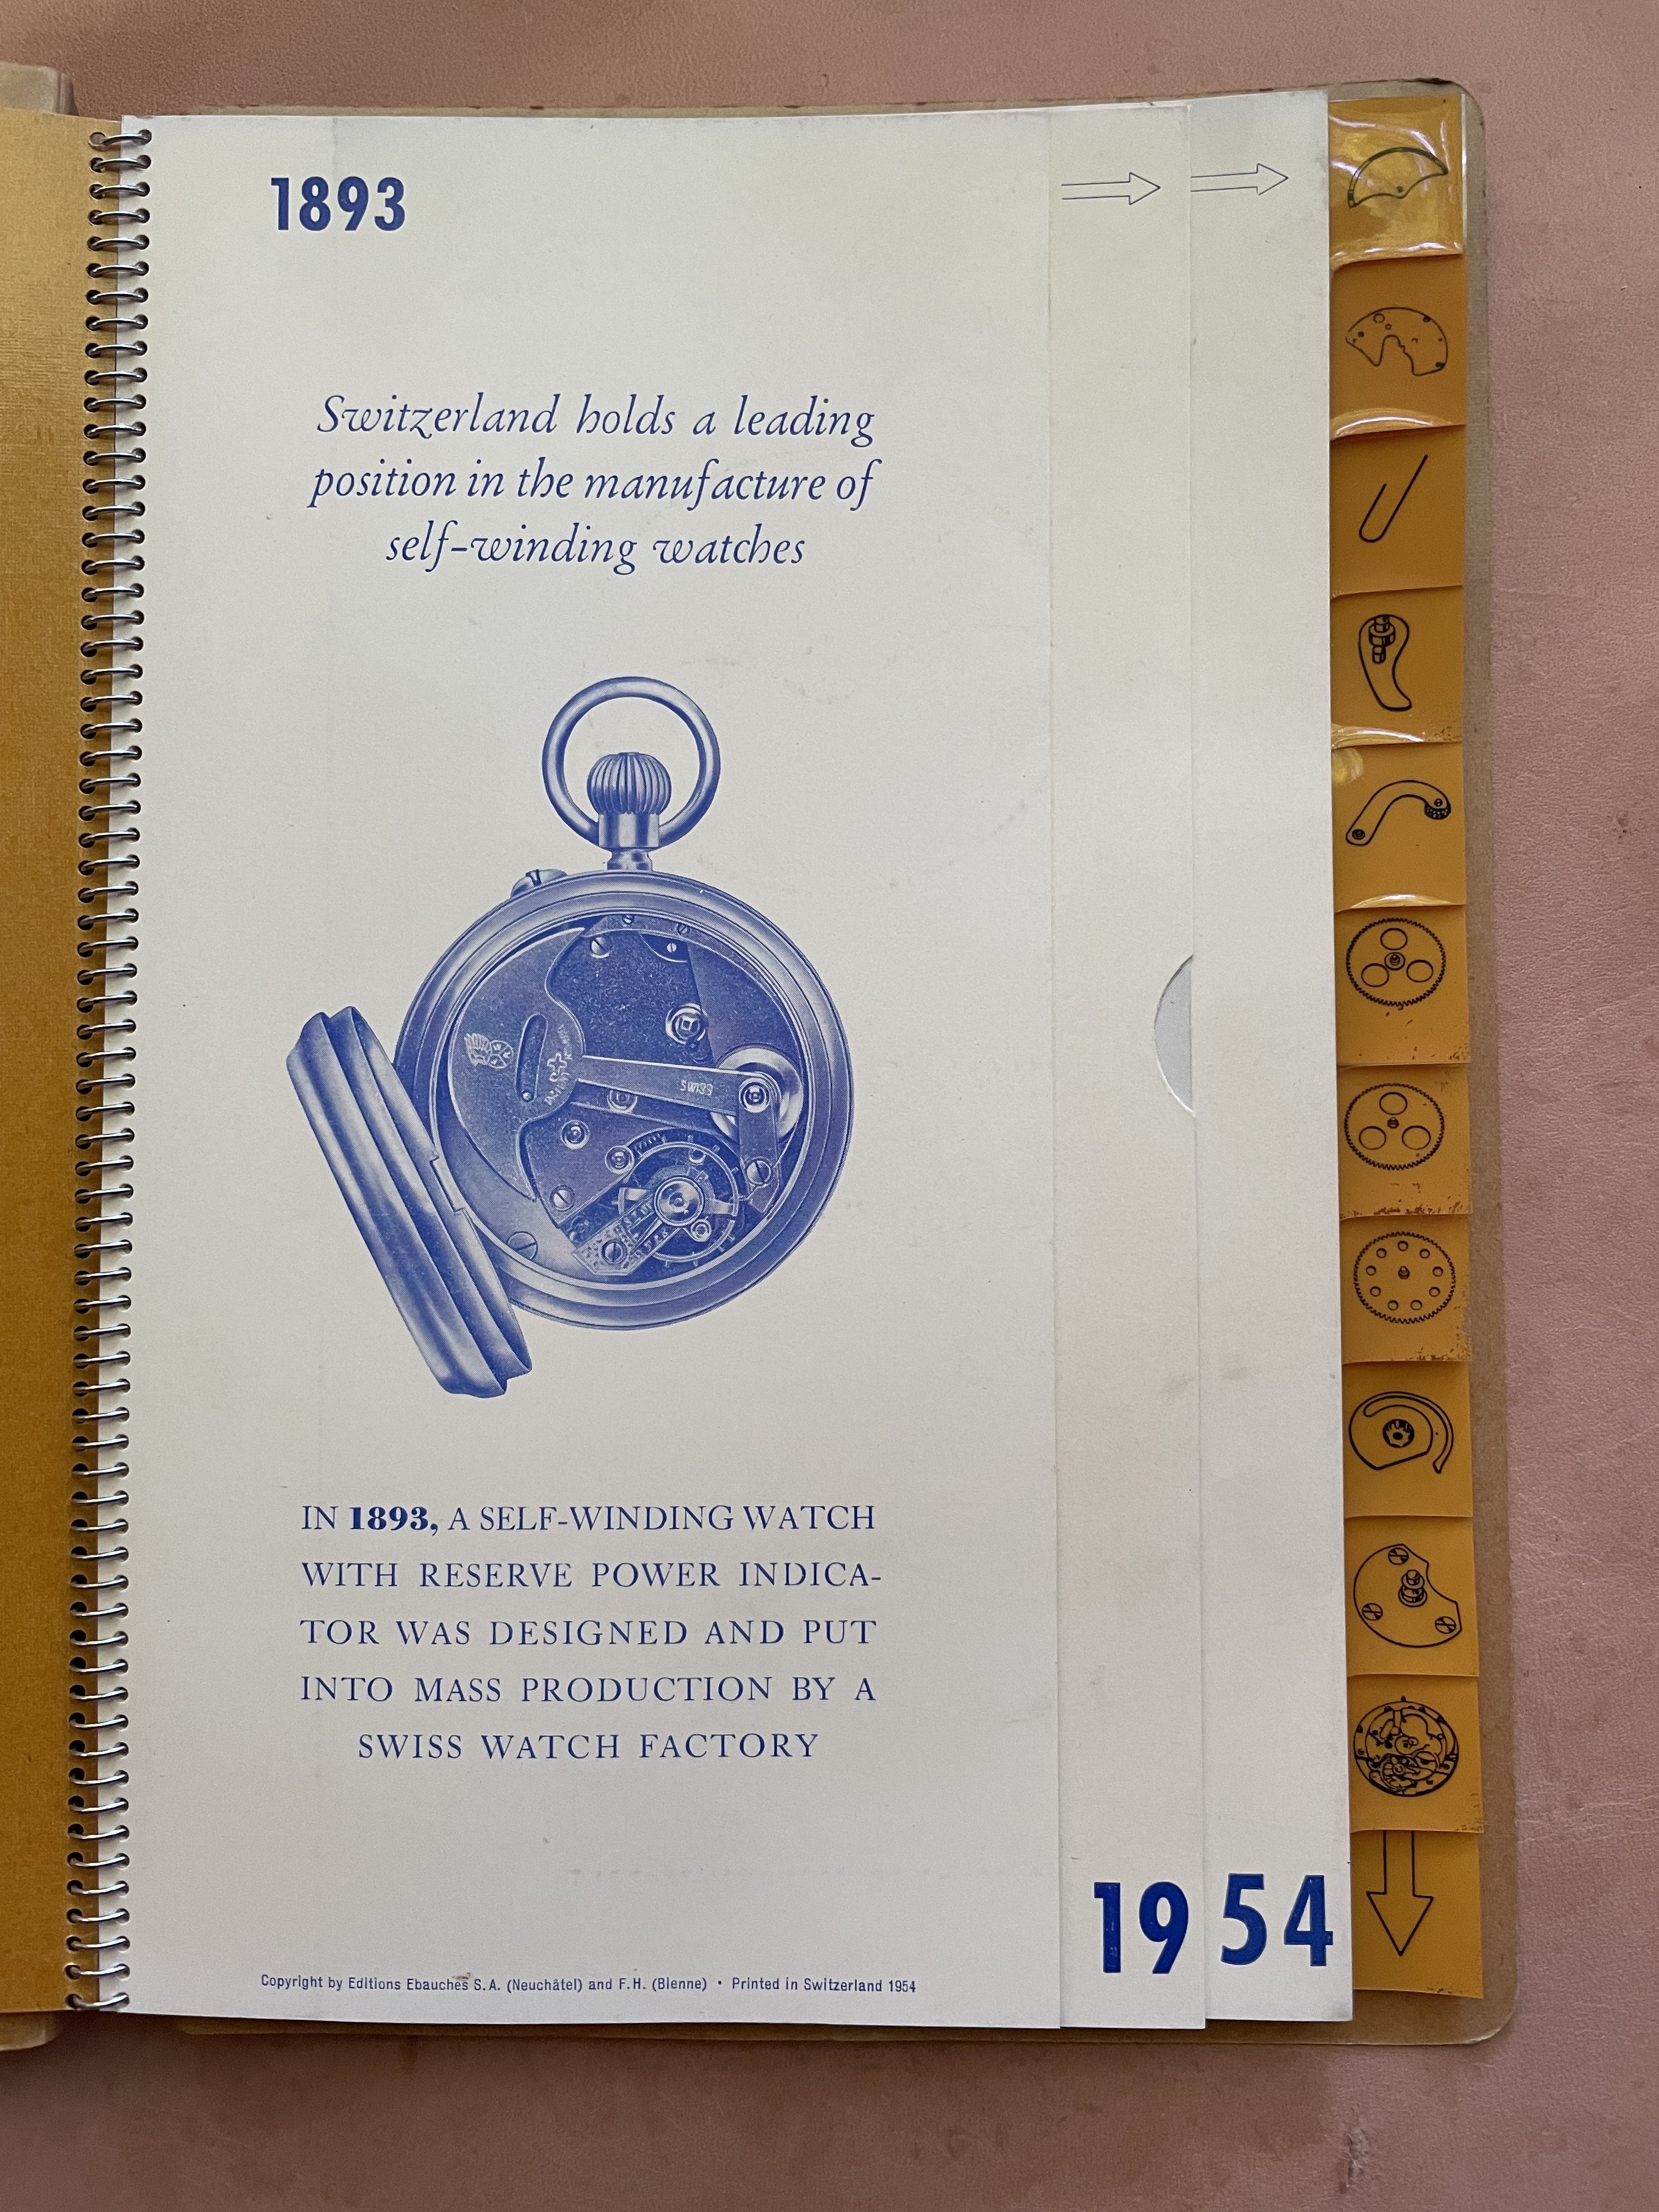 1893
Switzerland holds a leading
position in the manufacture of
self-winding watches
SWISS
IN 1893, A SELF-WINDING WATCH
WITH RESERVE POWER INDICA-
TOR WAS DESIGNED AND PUT
INTO MASS PRODUCTION BY A
SWISS WATCH FACTORY
1954
Copyright by Editions Ebauches S.A. (Neuchâtel) and F.H. (Bienne) • Printed in Switzerland 1954